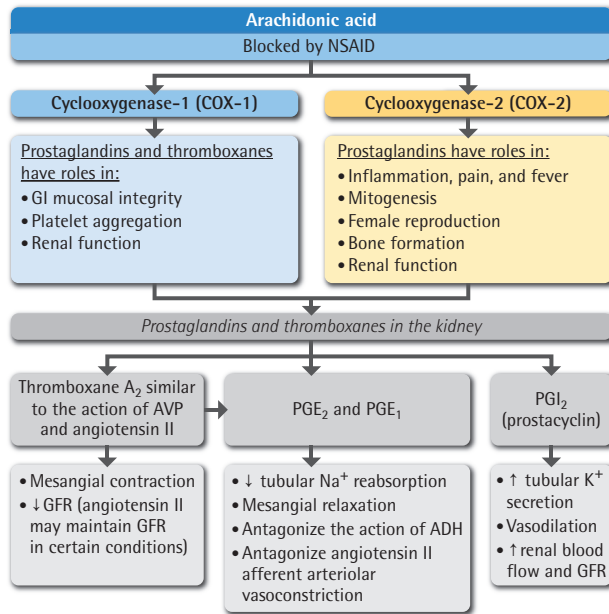 Arachidonic acid
Blocked by NSAID
Cyclooxygenase-1 (COX-1)
Prostaglandins and thromboxanes
have roles in:
• GI mucosal integrity
• Platelet aggregation
• Renal function
Cyclooxygenase-2 (COX-2)
Prostaglandins have roles in:
• Inflammation, pain, and fever
• Mitogenesis
• Female reproduction
• Bone formation
• Renal function
Prostaglandins and thromboxanes in the kidney
Thromboxane A₂ similar
to the action of AVP
and angiotensin II
• Mesangial contraction
• ↓GFR (angiotensin II
may maintain GFR
in certain conditions)
PGE₂ and PGE₁
• ↓ tubular Na⁺ reabsorption
• Mesangial relaxation
• Antagonize the action of ADH
• Antagonize angiotensin II
afferent arteriolar
vasoconstriction
PGI₂
(prostacyclin)
• ↑ tubular K⁺
secretion
• Vasodilation
• ↑renal blood
flow and GFR